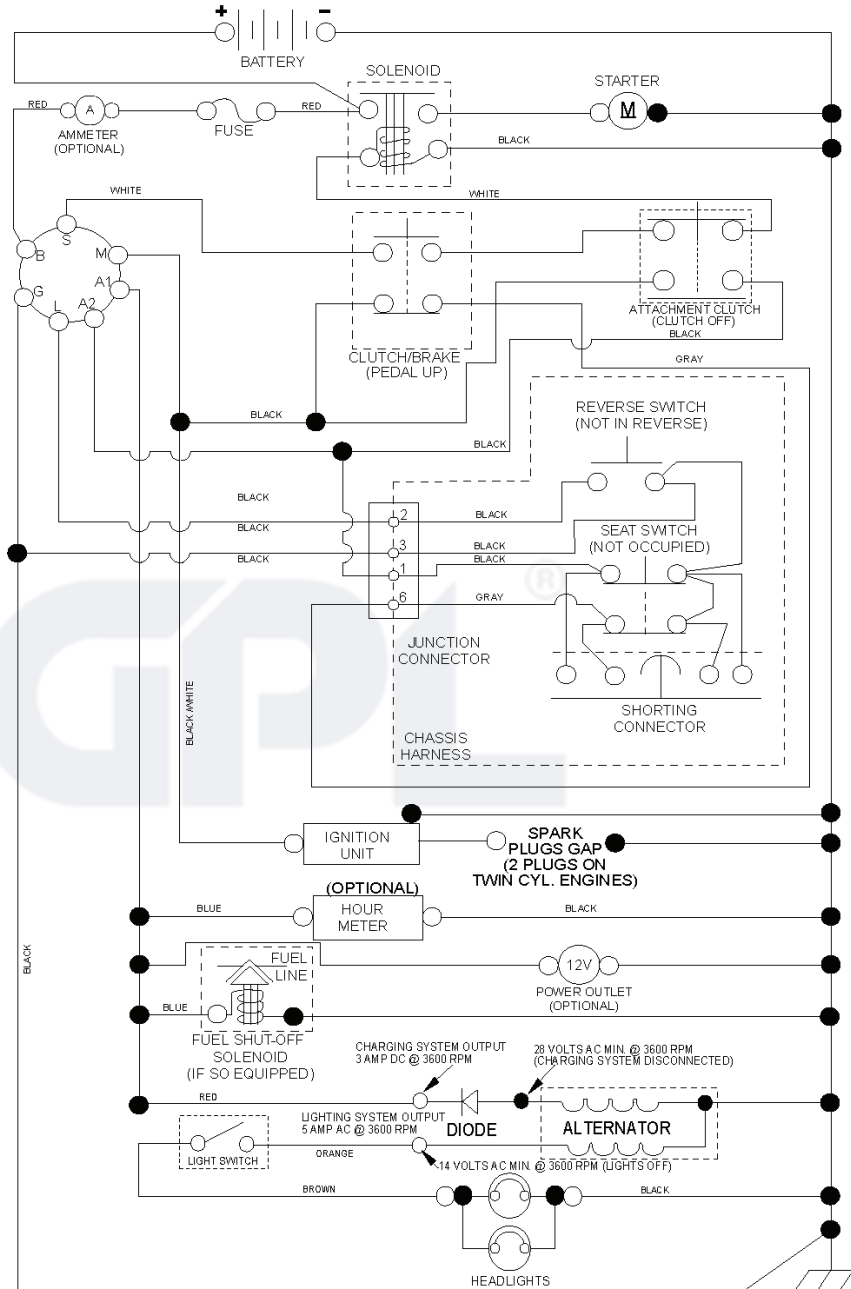 +
-
BATTERY
SOLENOID
STARTER
RED
A
AMMETER
(OPTIONAL)
FUSE
RED
M
BLACK
WHITE
WHITE
S
B
M
G
A1
L
A2
CLUTCH/BRAKE
(PEDAL UP)
ATTACHMENT CLUTCH
(CLUTCH OFF)
BLACK
GRAY
BLACK
BLACK
REVERSE SWITCH
(NOT IN REVERSE)
BLACK
2
BLACK
BLACK
SEAT SWITCH
(NOT OCCUPIED)
3
BLACK
BLACK
1
BLACK
6
GRAY
®
GPL
JUNCTION
CONNECTOR
SHORTING
CONNECTOR
CHASSIS
HARNESS
BLACK/WHITE
IGNITION
UNIT
SPARK
PLUGS GAP
(2 PLUGS ON
TWIN CYL. ENGINES)
(OPTIONAL)
BLUE
HOUR
METER
BLACK
BLACK
FUEL
LINE
12V
POWER OUTLET
(OPTIONAL)
BLUE
FUEL SHUT-OFF
SOLENOID
(IF SO EQUIPPED)
CHARGING SYSTEM OUTPUT
3 AMP DC @ 3600 RPM
28 VOLTS AC MIN. @ 3600 RPM
(CHARGING SYSTEM DISCONNECTED)
RED
LIGHTING SYSTEM OUTPUT
5 AMP AC @ 3600 RPM
DIODE
ALTERNATOR
LIGHT SWITCH
ORANGE
14 VOLTS AC MIN. @ 3600 RPM (LIGHTS OFF)
BROWN
BLACK
HEADLIGHTS